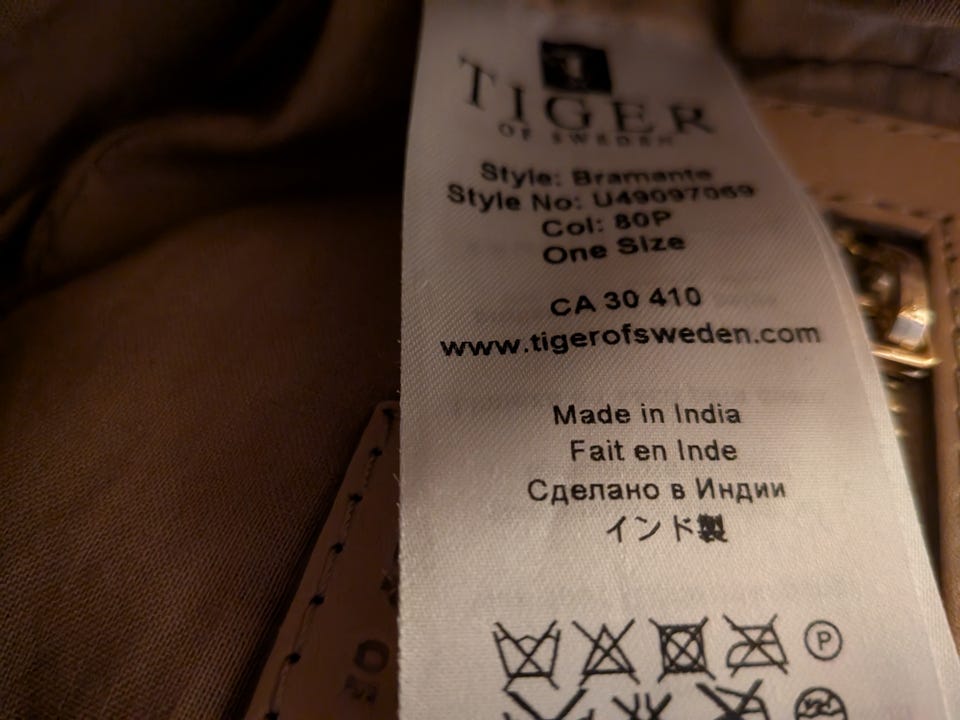 TIGER
OF SWEDEN
Style: Bramante
Style No: U49097069
Col: 80P
One Size
CA 30 410
www.tigerofsweden.com
Made in India
Fait en Inde
Сделано в Индии
インド製
P